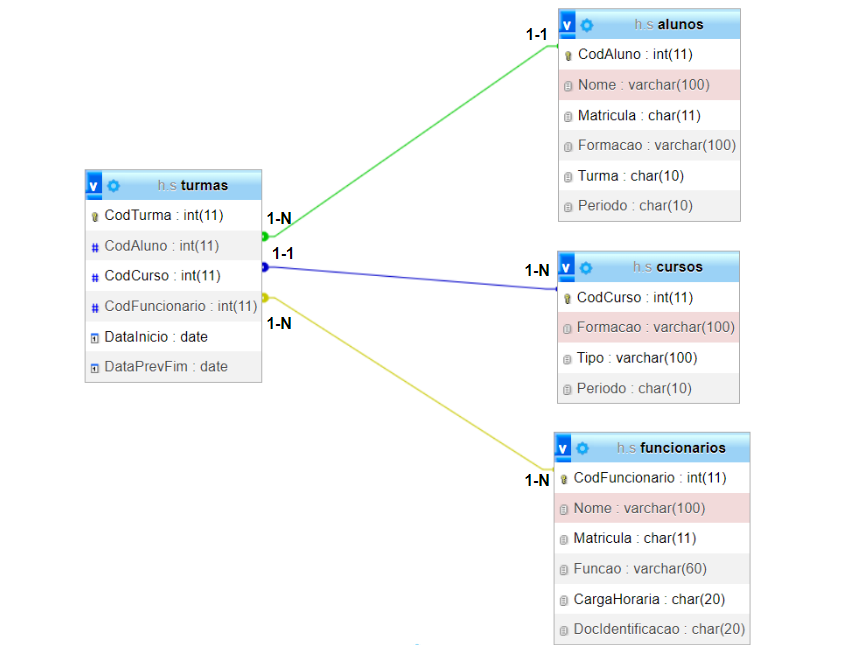 v h.s turmas
CodTurma : int(11)
# CodAluno : int(11)
# CodCurso : int(11)
# CodFuncionario : int(11)
DataInicio : date
DataPrevFim : date
1-N
1-1
1-N
1-1
v h.s alunos
CodAluno : int(11)
Nome : varchar(100)
Matricula : char(11)
Formacao : varchar(100)
Turma : char(10)
Periodo : char(10)
1-N
v h.s cursos
CodCurso : int(11)
Formacao : varchar(100)
Tipo : varchar(100)
Periodo : char(10)
1-N
v h.s funcionarios
CodFuncionario : int(11)
Nome : varchar(100)
Matricula : char(11)
Funcao : varchar(60)
CargaHoraria : char(20)
DocIdentificacao : char(20)